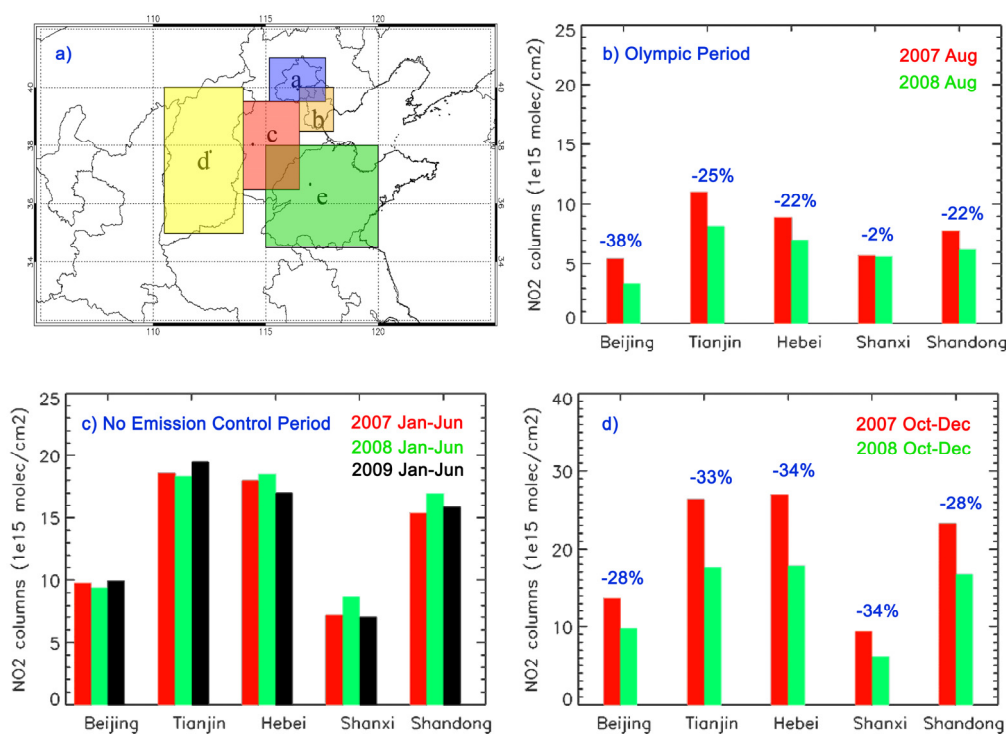 a)
a
b
c
d
e
40
38
36
34
40
38
36
34
110
115
120
110
115
120
b) Olympic Period
2007 Aug
2008 Aug
NO2 columns (1e15 molec/cm2)
25
20
15
10
5
0
-38%
-25%
-22%
-2%
-22%
Beijing
Tianjin
Hebei
Shanxi
Shandong
c) No Emission Control Period
2007 Jan-Jun
2008 Jan-Jun
2009 Jan-Jun
NO2 columns (1e15 molec/cm2)
25
20
15
10
5
0
Beijing
Tianjin
Hebei
Shanxi
Shandong
d)
2007 Oct-Dec
2008 Oct-Dec
NO2 columns (1e15 molec/cm2)
40
30
20
10
0
-28%
-33%
-34%
-34%
-28%
Beijing
Tianjin
Hebei
Shanxi
Shandong